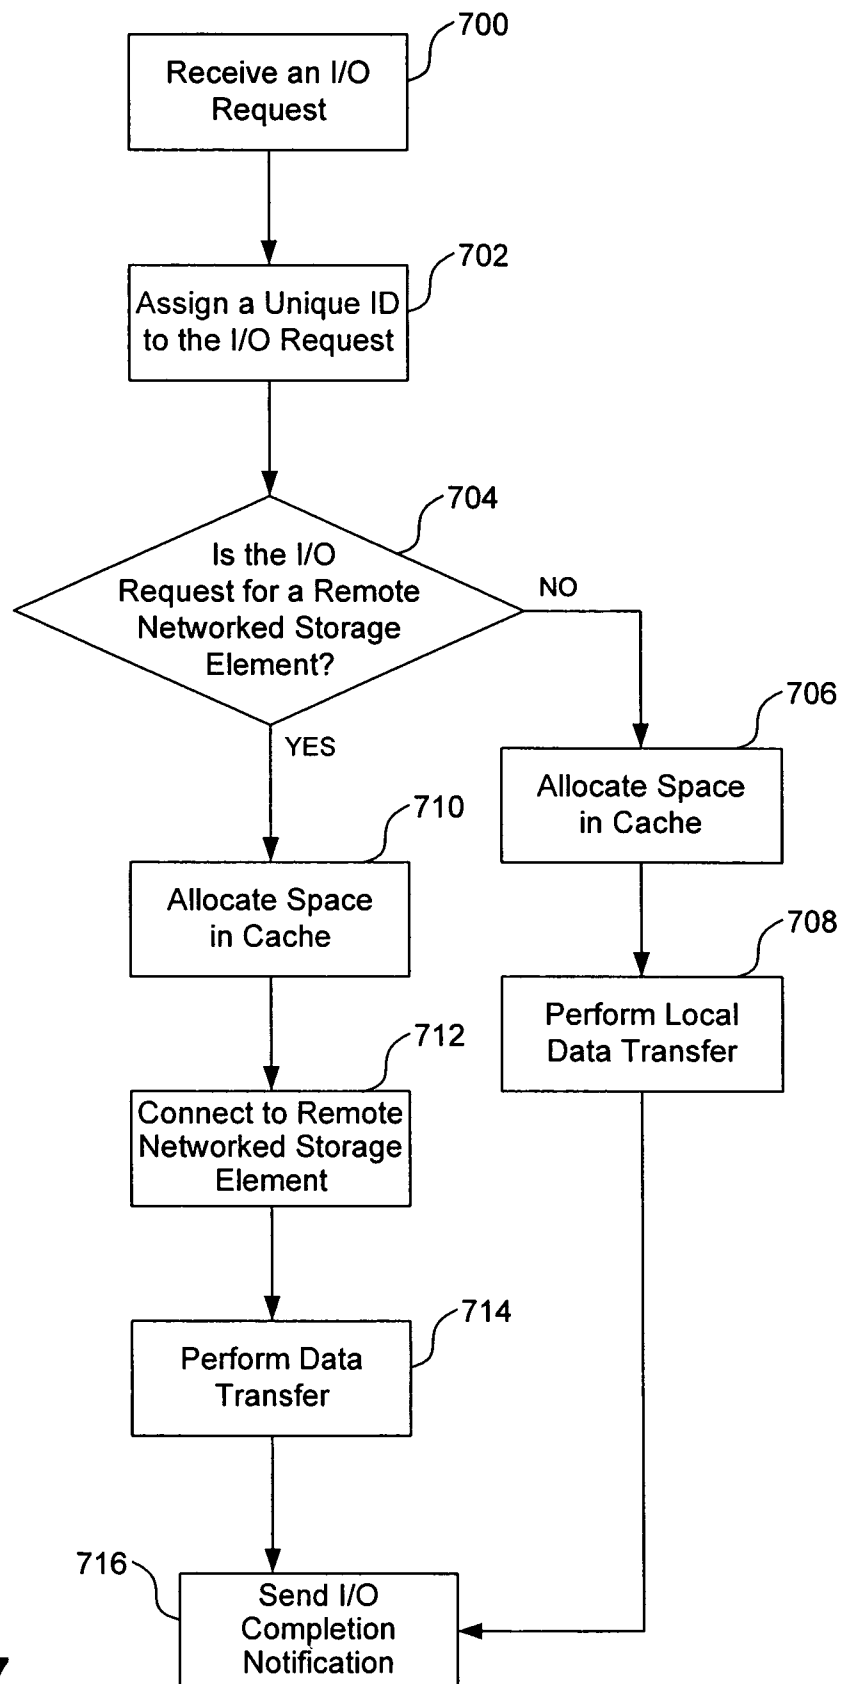 700
Receive an I/O
Request
702
Assign a Unique ID
to the I/O Request
704
Is the I/O
Request for a Remote
Networked Storage
Element?
NO
YES
706
Allocate Space
in Cache
710
Allocate Space
in Cache
708
Perform Local
Data Transfer
712
Connect to Remote
Networked Storage
Element
714
Perform Data
Transfer
716
Send I/O
Completion
Notification